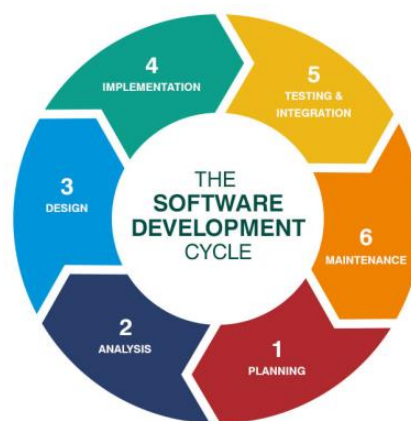 THE
SOFTWARE
DEVELOPMENT
CYCLE
1
PLANNING
2
ANALYSIS
3
DESIGN
4
IMPLEMENTATION
5
TESTING &
INTEGRATION
6
MAINTENANCE